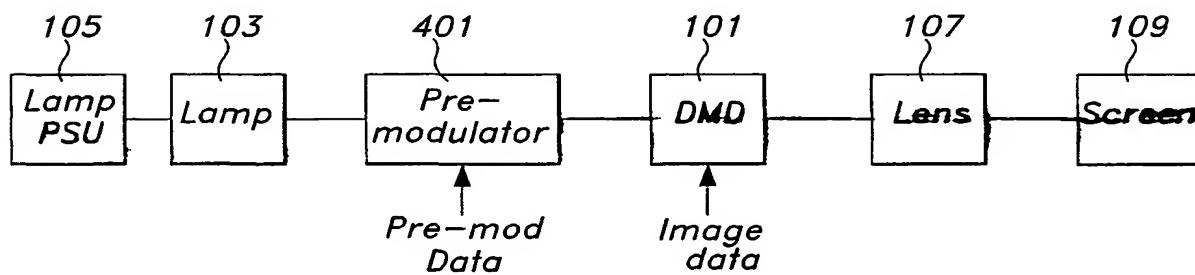 105
103
401
101
107
109
Lamp
PSU
Lamp
Pre-
modulator
DMD
Lens
Screen
Pre-mod
Data
Image
data